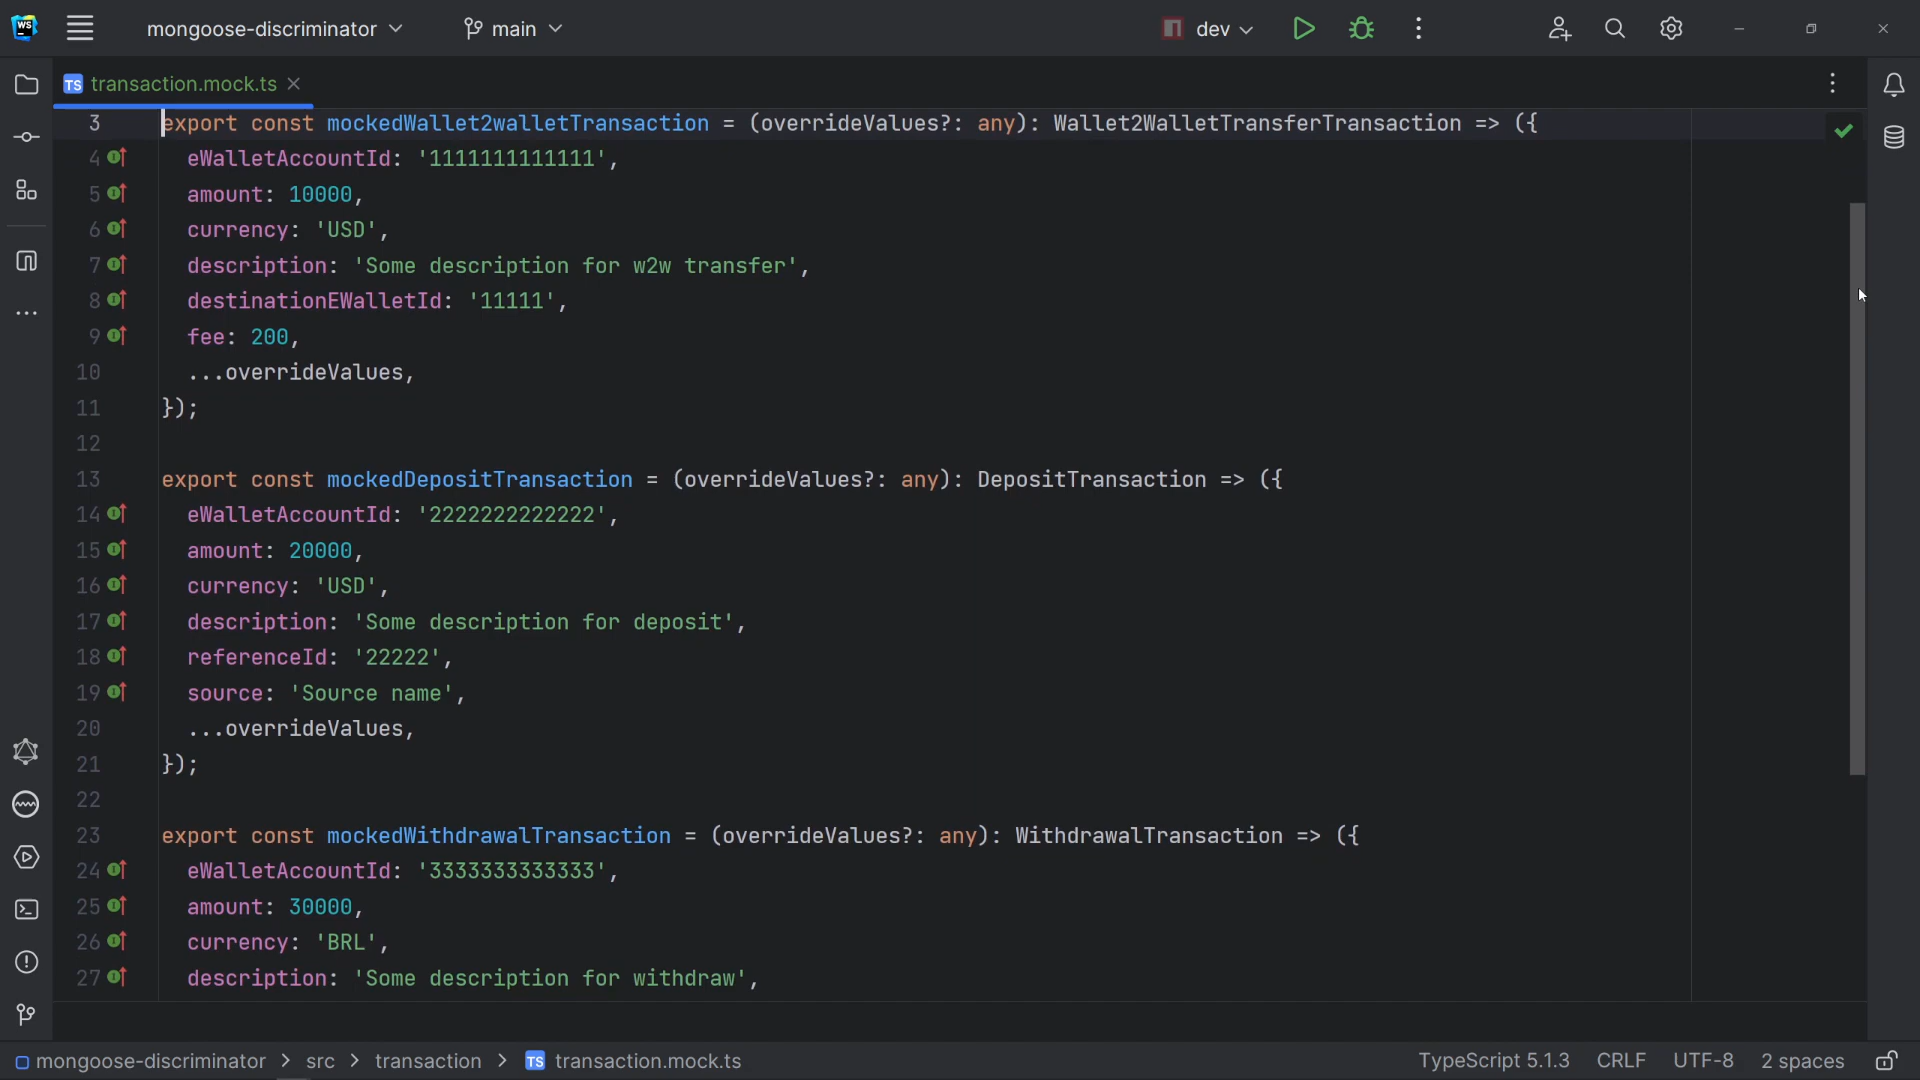 WS mongoose-discriminator main dev
TS transaction.mock.ts
3 export const mockedWallet2walletTransaction = (overrideValues?: any): Wallet2WalletTransferTransaction => ({
4 eWalletAccountId: '1111111111111',
5 amount: 10000,
6 currency: 'USD',
7 description: 'Some description for w2w transfer',
8 destinationEWalletId: '11111',
9 fee: 200,
10 ...overrideValues,
11 });
12
13 export const mockedDepositTransaction = (overrideValues?: any): DepositTransaction => ({
14 eWalletAccountId: '2222222222222',
15 amount: 20000,
16 currency: 'USD',
17 description: 'Some description for deposit',
18 referenceId: '22222',
19 source: 'Source name',
20 ...overrideValues,
21 });
22
23 export const mockedWithdrawalTransaction = (overrideValues?: any): WithdrawalTransaction => ({
24 eWalletAccountId: '3333333333333',
25 amount: 30000,
26 currency: 'BRL',
27 description: 'Some description for withdraw',
mongoose-discriminator > src > transaction > TS transaction.mock.ts TypeScript 5.1.3 CRLF UTF-8 2 spaces